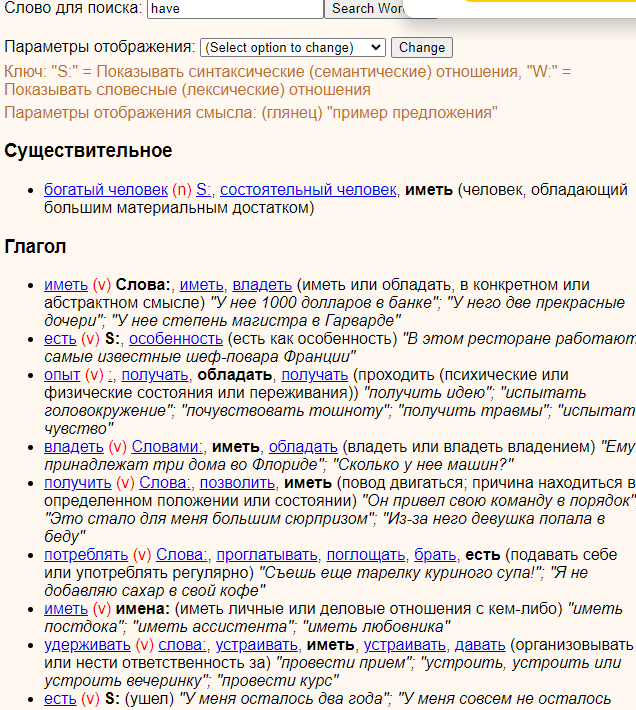 Слово для поиска: have Search Wor
Параметры отображения: (Select option to change) Change
Ключ: "S:" = Показывать синтаксические (семантические) отношения, "W:" =
Показывать словесные (лексические) отношения
Параметры отображения смысла: (глянец) "пример предложения"
Существительное
богатый человек (n) S:, состоятельный человек, иметь (человек, обладающий
большим материальным достатком)
Глагол
иметь (v) Слова:, иметь, владеть (иметь или обладать, в конкретном или
абстрактном смысле) "У нее 1000 долларов в банке"; "У него две прекрасные
дочери"; "У нее степень магистра в Гарварде"
есть (v) S:, особенность (есть как особенность) "В этом ресторане работают
самые известные шеф-повара Франции"
опыт (v) :, получать, обладать, получать (проходить (психические или
физические состояния или переживания)) "получить идею"; "испытать
головокружение"; "почувствовать тошноту"; "получить травмы"; "испытат
чувство"
владеть (v) Словами:, иметь, обладать (владеть или владеть владением) "Ему
принадлежат три дома во Флориде"; "Сколько у нее машин?"
получить (v) Слова:, позволить, иметь (повод двигаться; причина находиться в
определенном положении или состоянии) "Он привел свою команду в порядок"
"Это стало для меня большим сюрпризом"; "Из-за него девушка попала в
беду"
потреблять (v) Слова:, проглатывать, поглощать, брать, есть (подавать себе
или употреблять регулярно) "Съешь еще тарелку куриного супа!"; "Я не
добавляю сахар в свой кофе"
иметь (v) имена: (иметь личные или деловые отношения с кем-либо) "иметь
постдока"; "иметь ассистента"; "иметь любовника"
удерживать (v) слова:, устраивать, иметь, устраивать, давать (организовывать
или нести ответственность за) "провести прием"; "устроить, устроить или
устроить вечеринку"; "провести курс"
есть (v) S: (ушел) "У меня осталось два года"; "У меня совсем не осталось